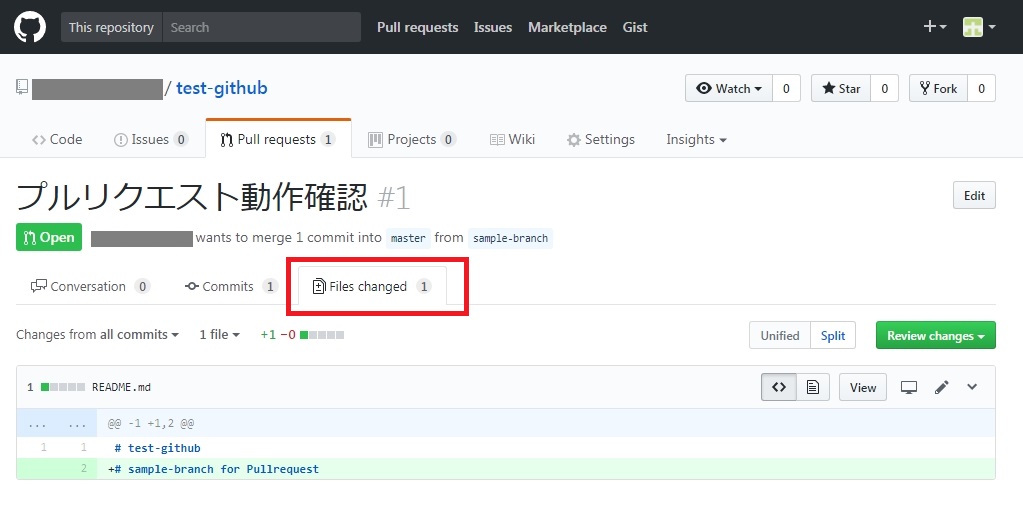 This repository Search Pull requests Issues Marketplace Gist
/ test-github Watch 0 Star 0 Fork 0
Code Issues 0 Pull requests 1 Projects 0 Wiki Settings Insights
プルリクエスト動作確認 #1 Edit
Open wants to merge 1 commit into master from sample-branch
Conversation 0 Commits 1 Files changed 1
Changes from all commits 1 file +1 −0 Unified Split Review changes
1 README.md View
... ... @@ -1 +1,2 @@
1 1 # test-github
2 +# sample-branch for Pullrequest